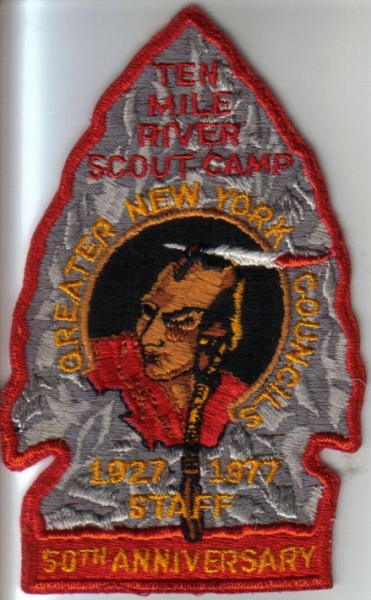 TEN
MILE
RIVER
SCOUT CAMP
GREATER NEW YORK COUNCILS
1927 1977
STAFF
50TH ANNIVERSARY